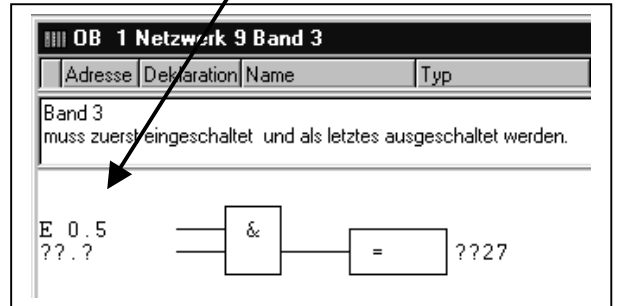 OB 1 Netzwerk 9 Band 3
Adresse Deklaration Name Typ
Band 3
muss zuerst eingeschaltet und als letztes ausgeschaltet werden.
E 0.5 &
??.? = ??27